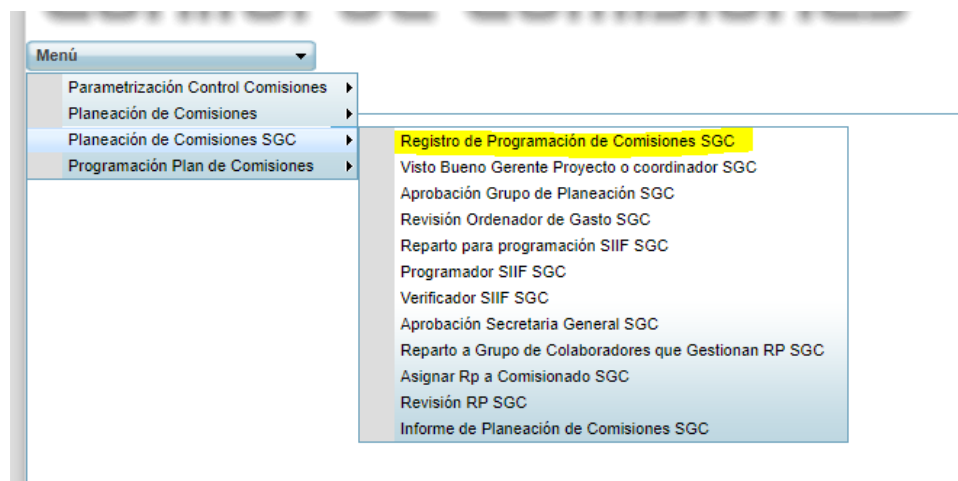 Menú
Parametrización Control Comisiones
Planeación de Comisiones
Planeación de Comisiones SGC
Programación Plan de Comisiones
Registro de Programación de Comisiones SGC
Visto Bueno Gerente Proyecto o coordinador SGC
Aprobación Grupo de Planeación SGC
Revisión Ordenador de Gasto SGC
Reparto para programación SIIF SGC
Programador SIIF SGC
Verificador SIIF SGC
Aprobación Secretaria General SGC
Reparto a Grupo de Colaboradores que Gestionan RP SGC
Asignar Rp a Comisionado SGC
Revisión RP SGC
Informe de Planeación de Comisiones SGC